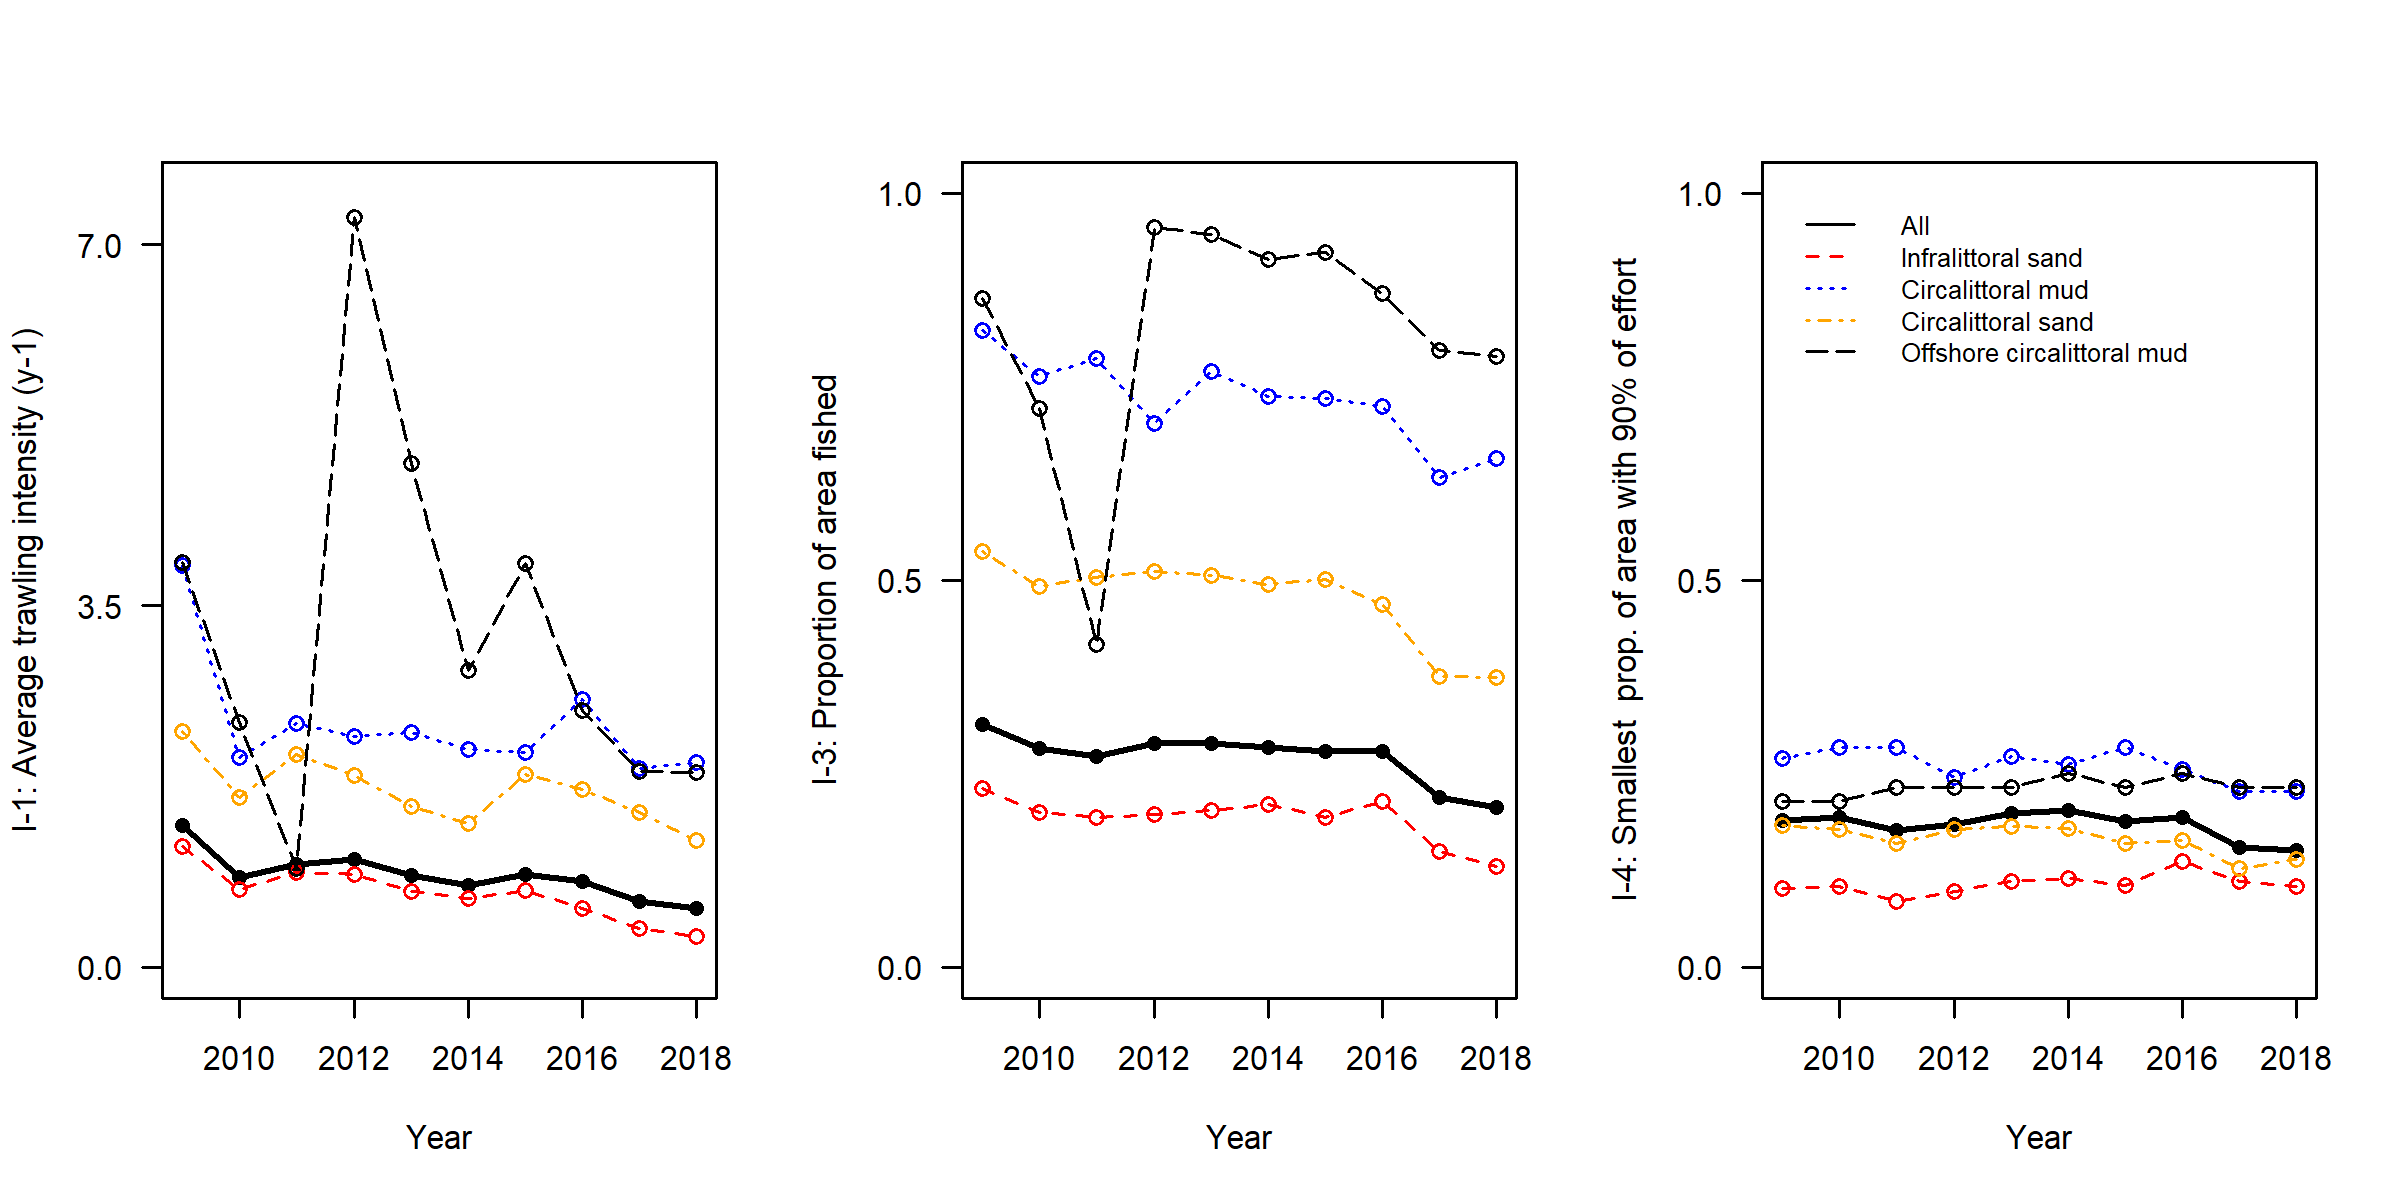 I-1: Average trawling intensity (y-1)
7.0
3.5
0.0
2010 2012 2014 2016 2018
Year
I-3: Proportion of area fished
1.0
0.5
0.0
2010 2012 2014 2016 2018
Year
I-4: Smallest prop. of area with 90% of effort
1.0
0.5
0.0
All
Infralittoral sand
Circalittoral mud
Circalittoral sand
Offshore circalittoral mud
2010 2012 2014 2016 2018
Year